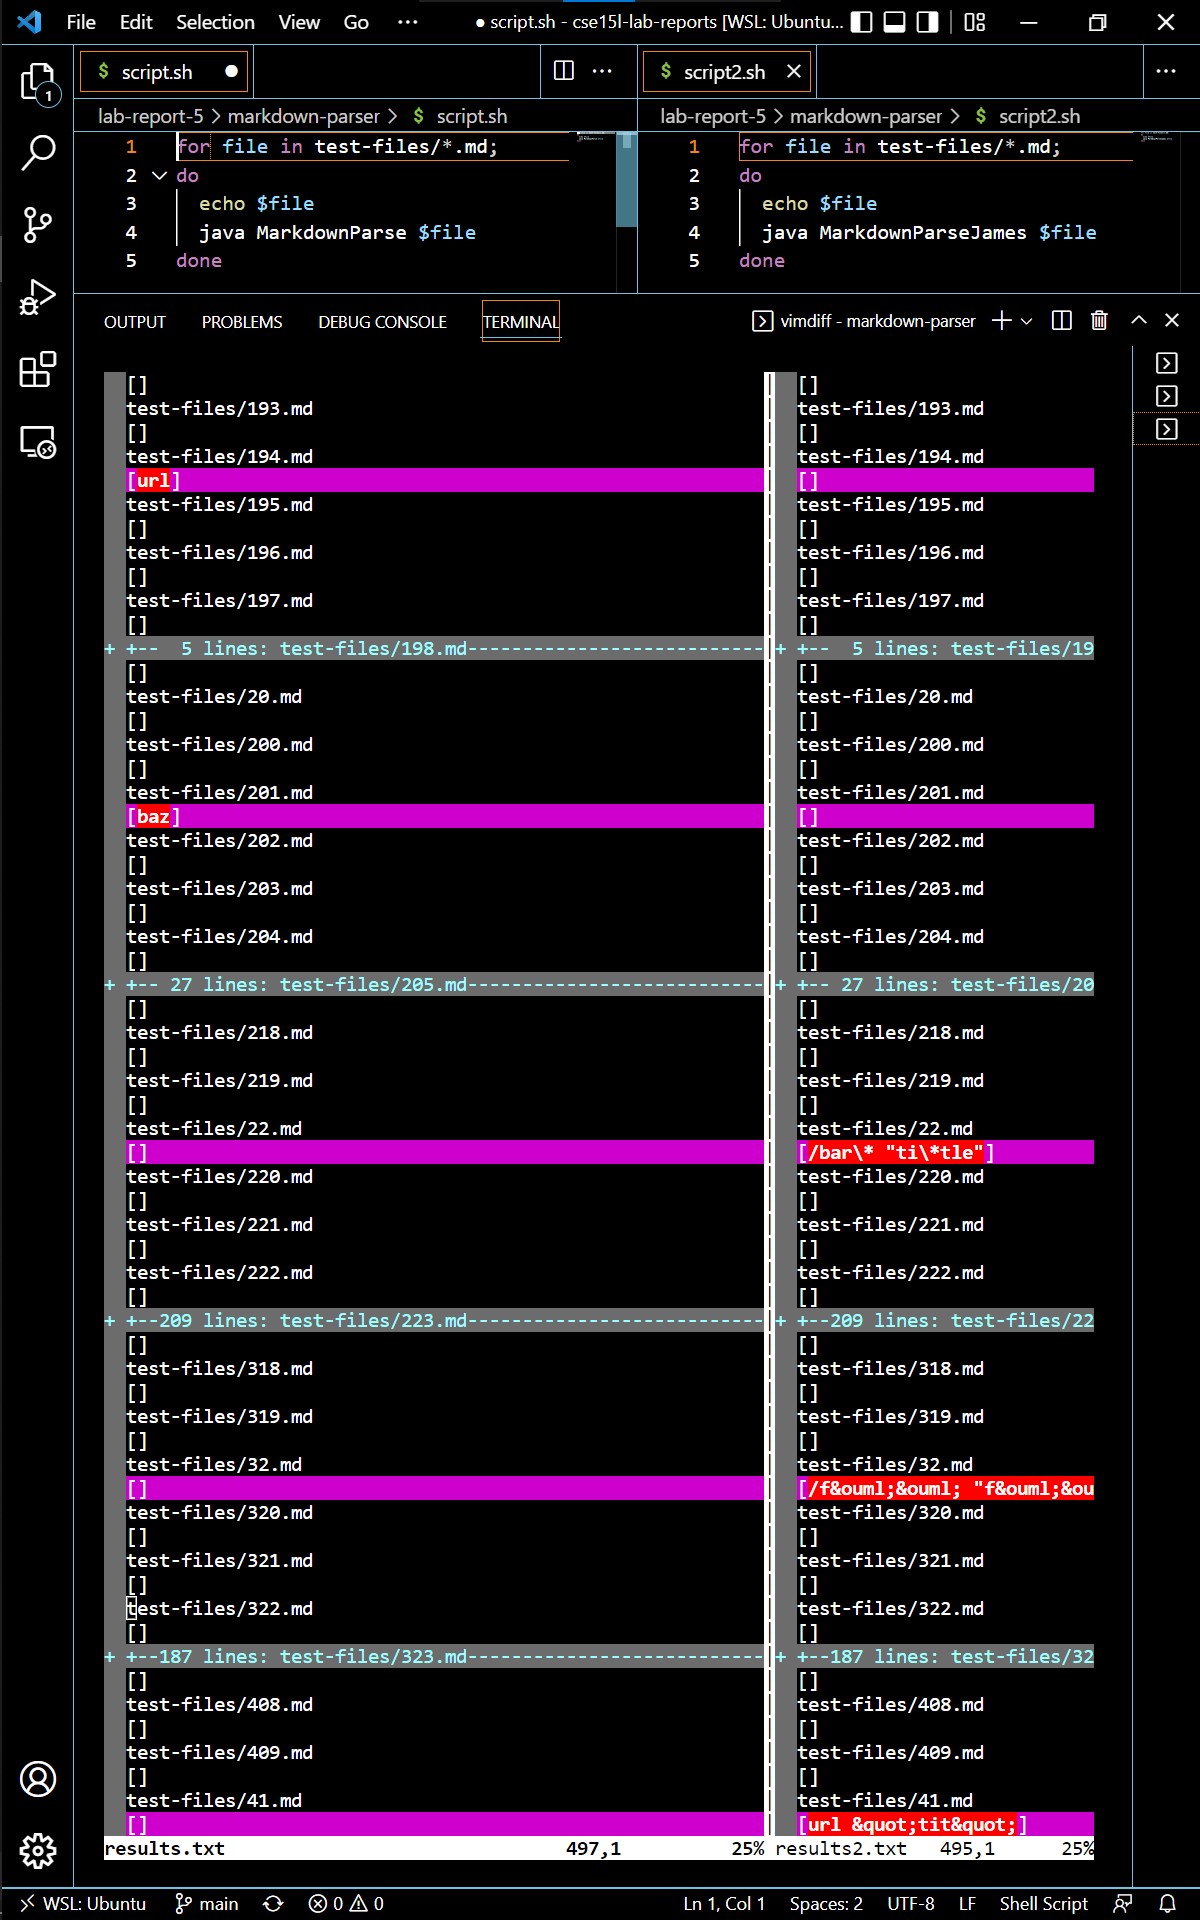 File Edit Selection View Go ··· ● script.sh - cse15l-lab-reports [WSL: Ubuntu...
1
$ script.sh ●
···
lab-report-5 > markdown-parser > $ script.sh
1 for file in test-files/*.md;
2 do
3 echo $file
4 java MarkdownParse $file
5 done
$ script2.sh ×
···
lab-report-5 > markdown-parser > $ script2.sh
1 for file in test-files/*.md;
2 do
3 echo $file
4 java MarkdownParseJames $file
5 done
OUTPUT PROBLEMS DEBUG CONSOLE TERMINAL vimdiff - markdown-parser
[]
test-files/193.md
[]
test-files/194.md
[url]
test-files/195.md
[]
test-files/196.md
[]
test-files/197.md
[]
+ +--  5 lines: test-files/198.md---------------------------
[]
test-files/20.md
[]
test-files/200.md
[]
test-files/201.md
[baz]
test-files/202.md
[]
test-files/203.md
[]
test-files/204.md
[]
+ +-- 27 lines: test-files/205.md---------------------------
[]
test-files/218.md
[]
test-files/219.md
[]
test-files/22.md
[]
test-files/220.md
[]
test-files/221.md
[]
test-files/222.md
[]
+ +--209 lines: test-files/223.md---------------------------
[]
test-files/318.md
[]
test-files/319.md
[]
test-files/32.md
[]
test-files/320.md
[]
test-files/321.md
[]
test-files/322.md
[]
+ +--187 lines: test-files/323.md---------------------------
[]
test-files/408.md
[]
test-files/409.md
[]
test-files/41.md
[]
results.txt 497,1 25%
[]
test-files/193.md
[]
test-files/194.md
[]
test-files/195.md
[]
test-files/196.md
[]
test-files/197.md
[]
+ +--  5 lines: test-files/19
[]
test-files/20.md
[]
test-files/200.md
[]
test-files/201.md
[]
test-files/202.md
[]
test-files/203.md
[]
test-files/204.md
[]
+ +-- 27 lines: test-files/20
[]
test-files/218.md
[]
test-files/219.md
[]
test-files/22.md
[/bar\* "ti\*tle"]
test-files/220.md
[]
test-files/221.md
[]
test-files/222.md
[]
+ +--209 lines: test-files/22
[]
test-files/318.md
[]
test-files/319.md
[]
test-files/32.md
[/f&ouml;&ouml; "f&ouml;&ou
test-files/320.md
[]
test-files/321.md
[]
test-files/322.md
[]
+ +--187 lines: test-files/32
[]
test-files/408.md
[]
test-files/409.md
[]
test-files/41.md
[url &quot;tit&quot;]
results2.txt 495,1 25%
WSL: Ubuntu main 0 0 Ln 1, Col 1 Spaces: 2 UTF-8 LF Shell Script